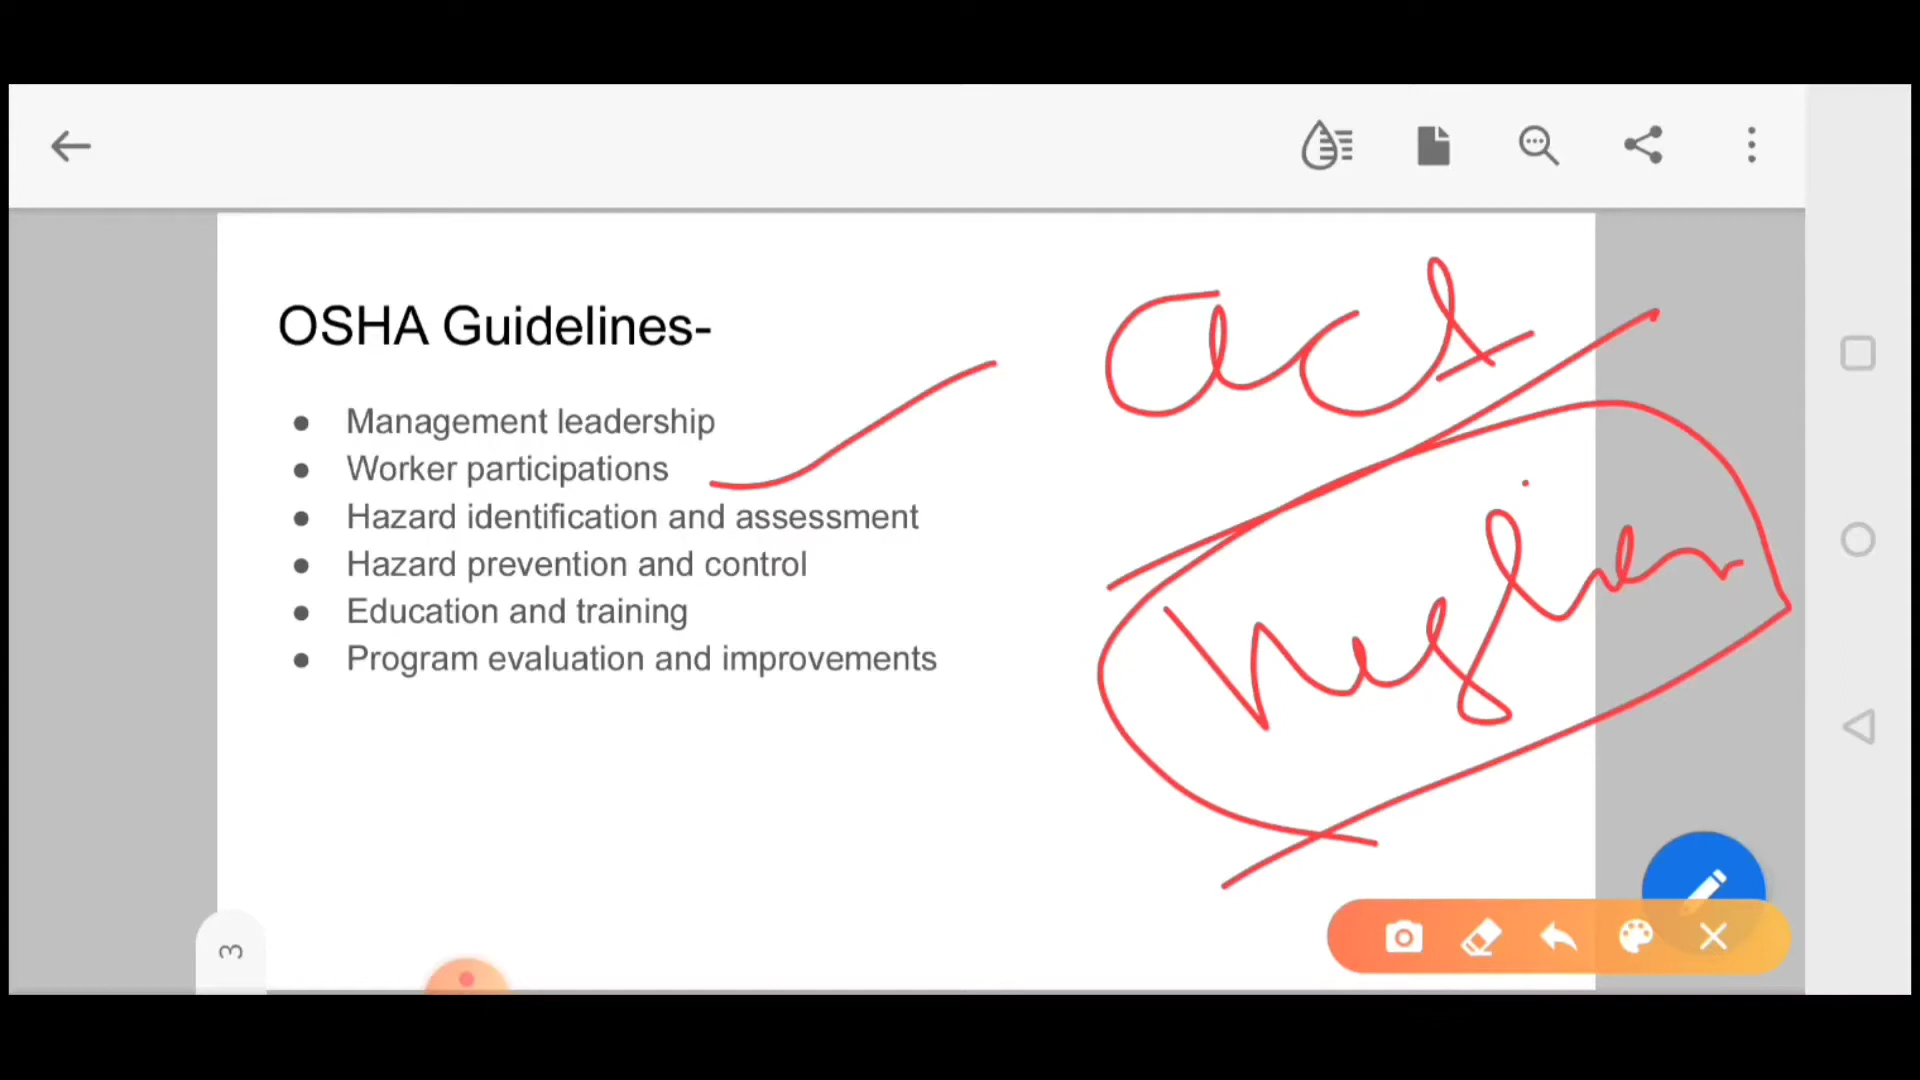 OSHA Guidelines-
act
● Management leadership
● Worker participations
● Hazard identification and assessment
● Hazard prevention and control
● Education and training
● Program evaluation and improvements
3